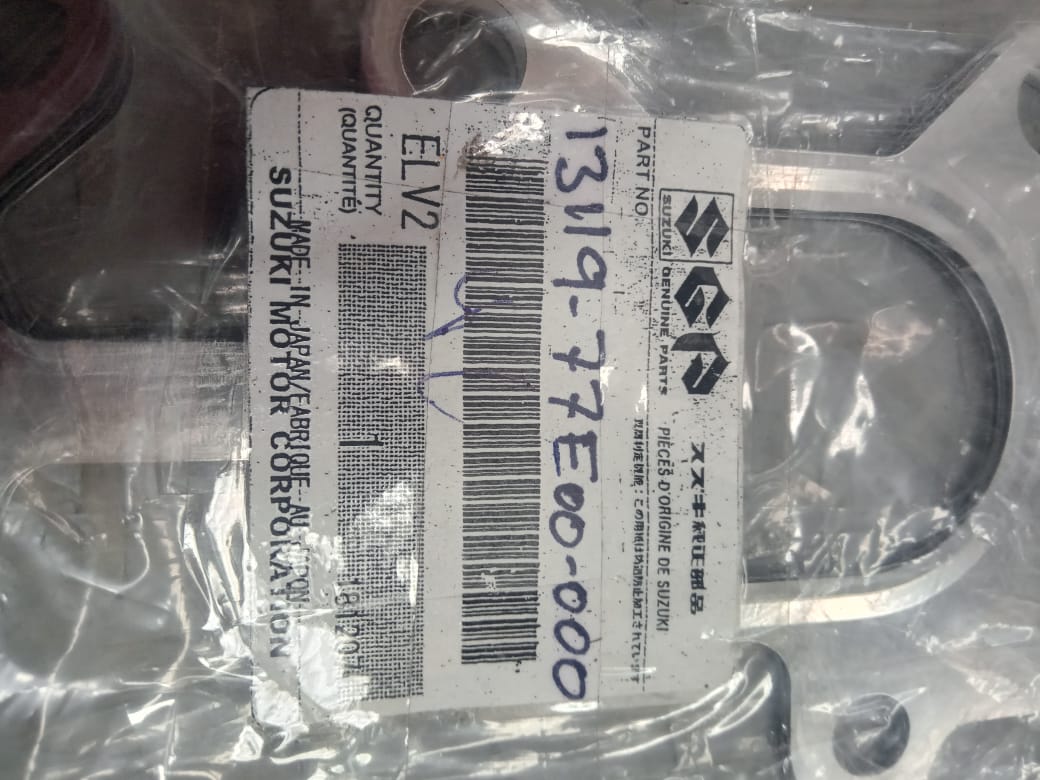 SUZUKI SGP スズキ純正部品
SUZUKI GENUINE PARTS PIÈCES D'ORIGINE DE SUZUKI
PART NO.
13119-77E00-000
ELV2
QUANTITY
(QUANTITÉ)
1
MADE IN JAPAN/FABRIQUE AU JAPON
SUZUKI MOTOR CORPORATION